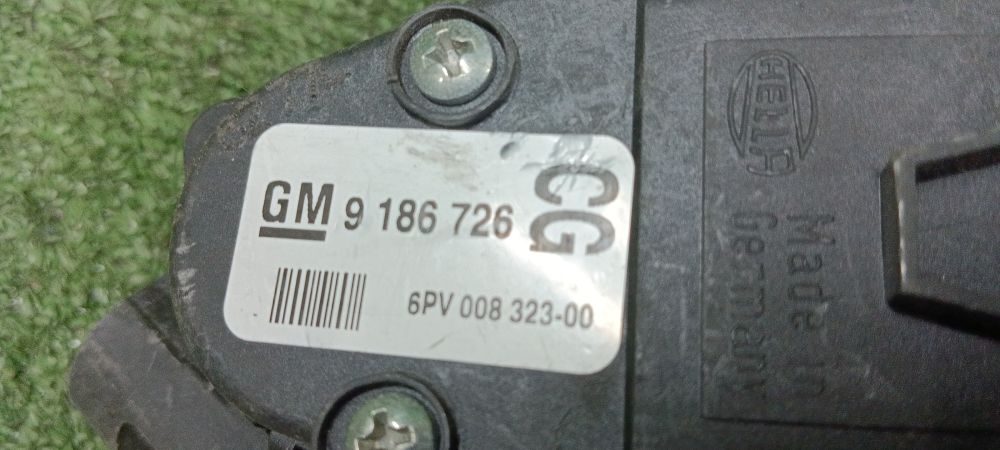 GM 9 186 726
CG
6PV 008 323-00
HELLA
Made In
Germany